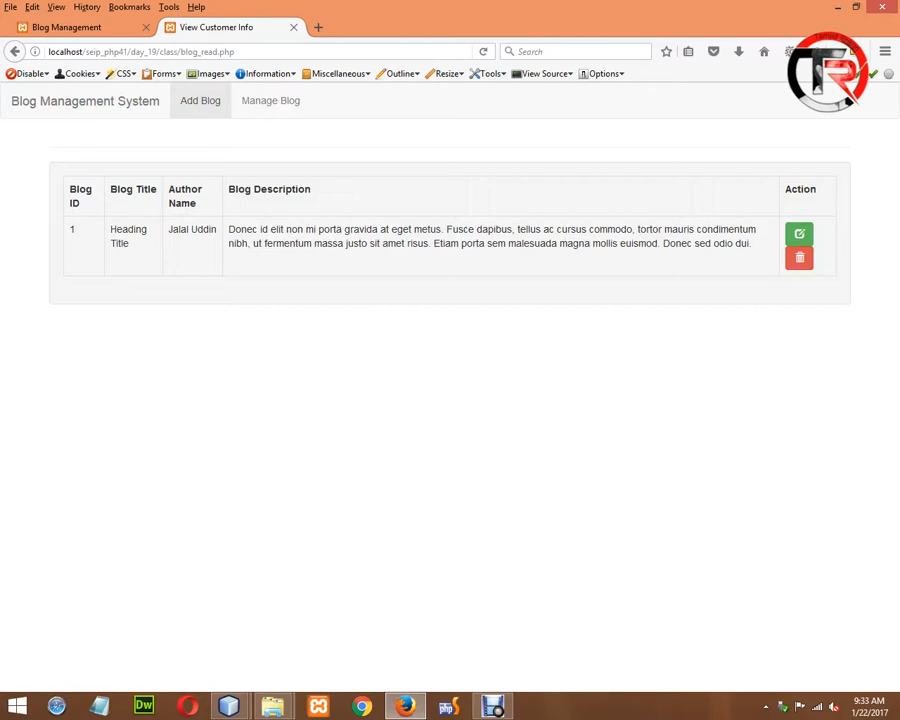 File Edit View History Bookmarks Tools Help
Blog Management
View Customer Info
localhost/seip_php41/day_19/class/blog_read.php
Search
Disable Cookies CSS Forms Images Information Miscellaneous Outline Resize Tools View Source Options
Blog Management System Add Blog Manage Blog
Blog ID
Blog Title
Author Name
Blog Description
Action
1
Heading Title
Jalal Uddin
Donec id elit non mi porta gravida at eget metus. Fusce dapibus, tellus ac cursus commodo, tortor mauris condimentum
nibh, ut fermentum massa justo sit amet risus. Etiam porta sem malesuada magna mollis euismod. Donec sed odio dui.
Dw
php
9:33 AM
1/22/2017